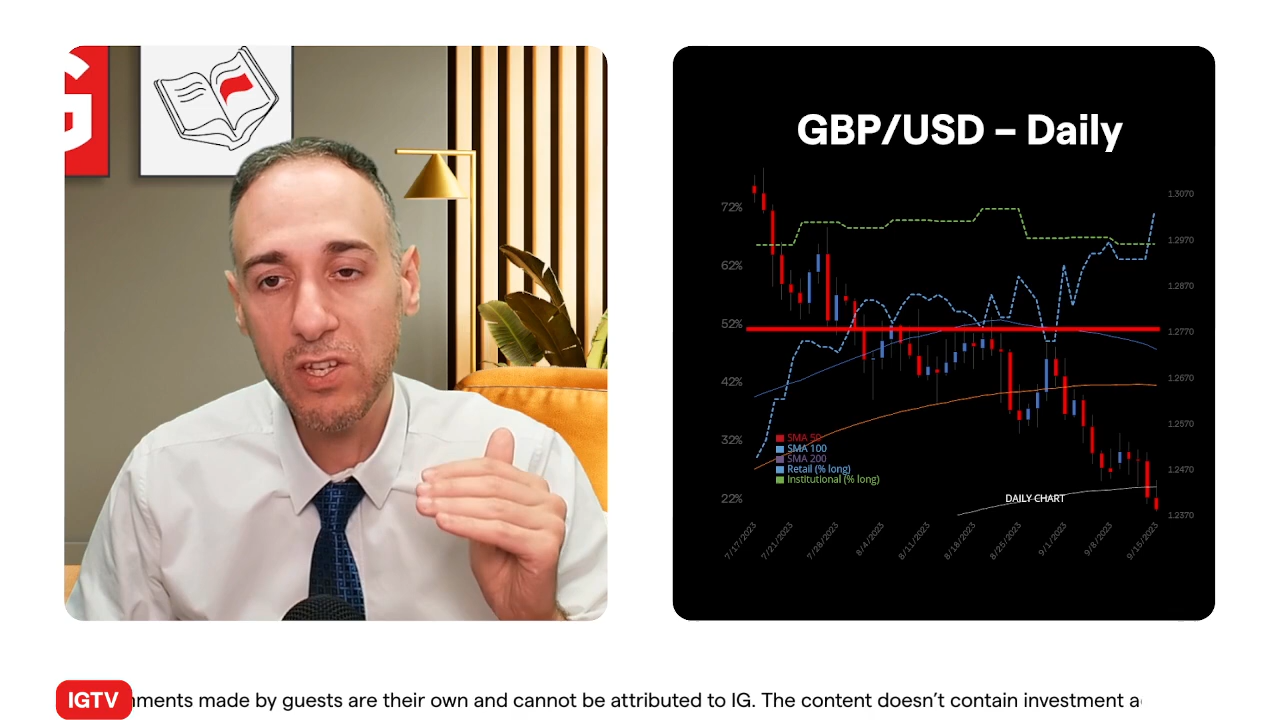 G
GBP/USD – Daily
72%
62%
52%
42%
32%
22%
1.3070
1.2970
1.2870
1.2770
1.2670
1.2570
1.2470
1.2370
SMA 50
SMA 100
SMA 200
Retail (% long)
Institutional (% long)
DAILY CHART
7/17/2023
7/21/2023
7/28/2023
8/4/2023
8/11/2023
8/18/2023
8/25/2023
9/1/2023
9/8/2023
9/15/2023
IGTV
mments made by guests are their own and cannot be attributed to IG. The content doesn’t contain investment a